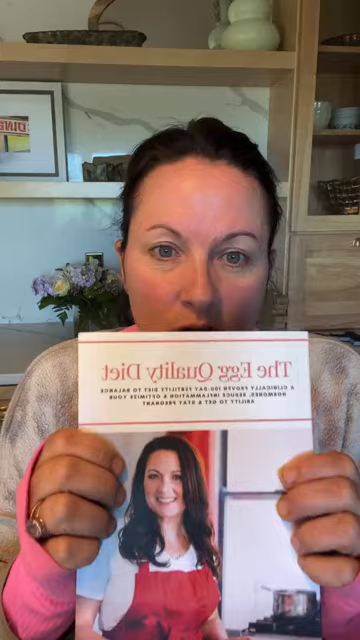 The Egg Quality Diet
A CLINICALLY PROVEN 100-DAY FERTILITY DIET TO BALANCE
HORMONES, REDUCE INFLAMMATION & OPTIMIZE YOUR
ABILITY TO GET & STAY PREGNANT